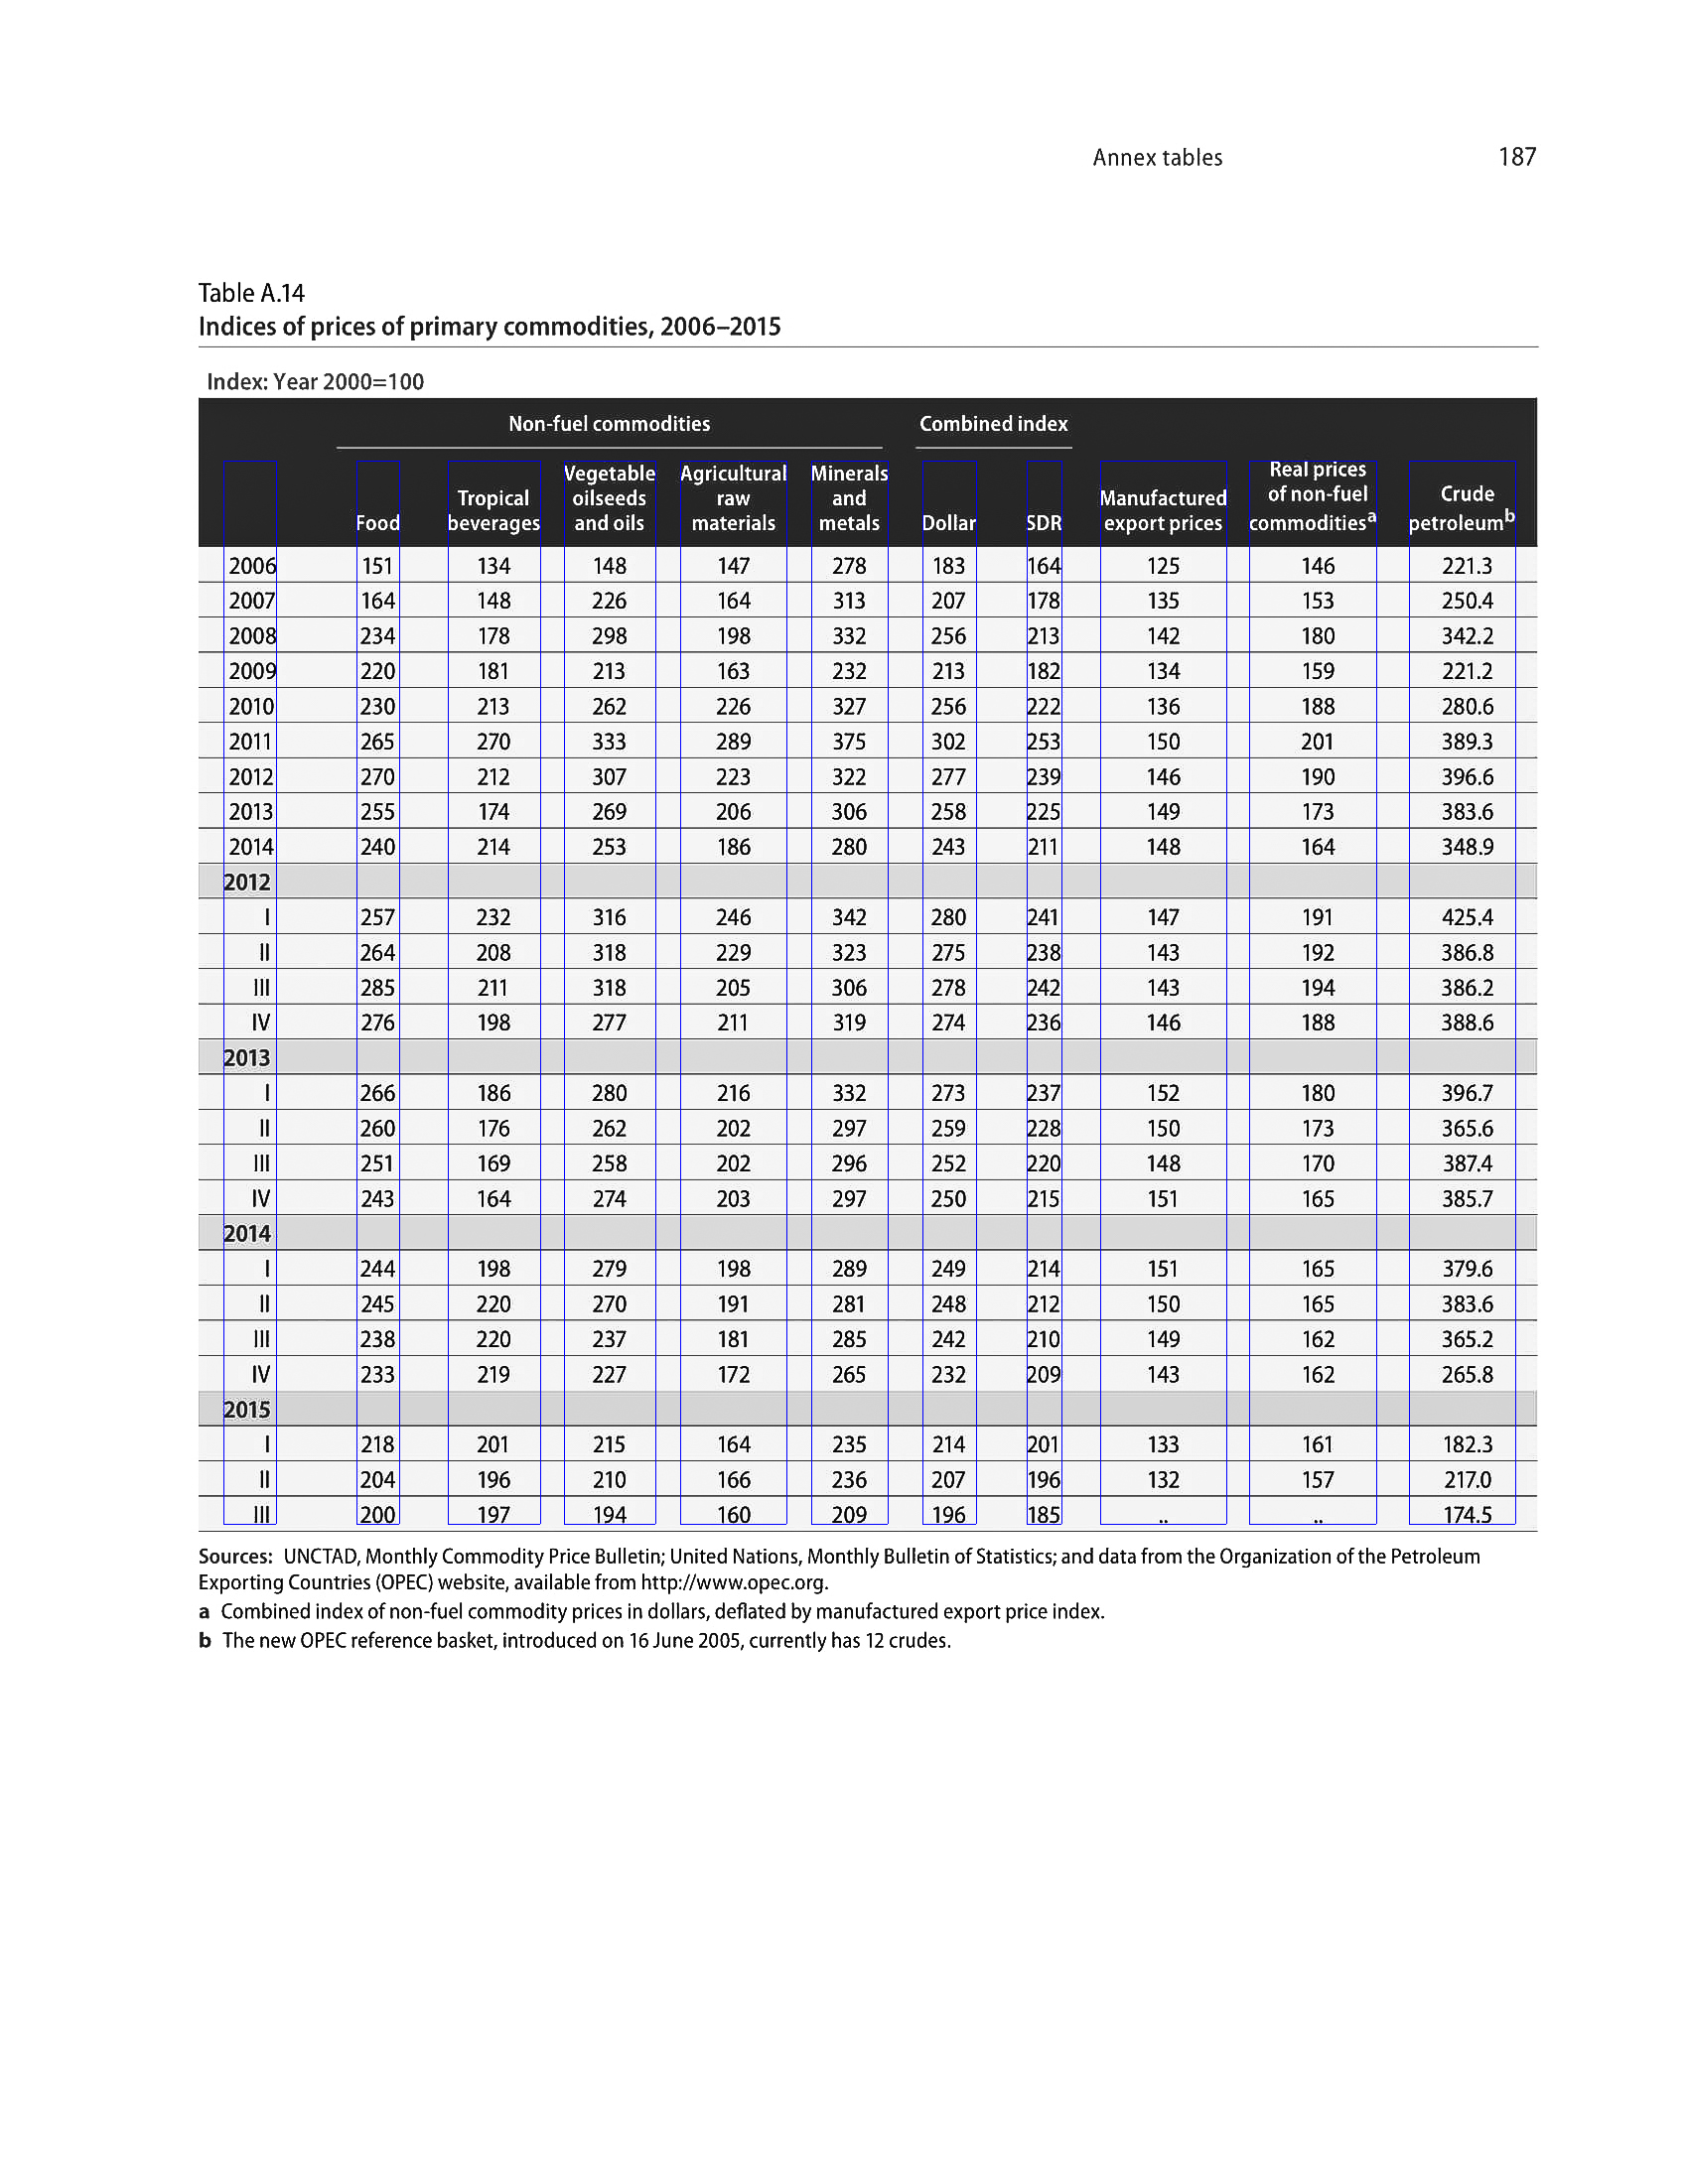 Annex tables 187
Table A.14
Indices of prices of primary commodities, 2006–2015
Index: Year 2000=100
Non-fuel commodities Combined index
Food Tropical beverages Vegetable oilseeds and oils Agricultural raw materials Minerals and metals Dollar SDR Manufactured export prices Real prices of non-fuel commodities a Crude petroleum b
2006 151 134 148 147 278 183 164 125 146 221.3
2007 164 148 226 164 313 207 178 135 153 250.4
2008 234 178 298 198 332 256 213 142 180 342.2
2009 220 181 213 163 232 213 182 134 159 221.2
2010 230 213 262 226 327 256 222 136 188 280.6
2011 265 270 333 289 375 302 253 150 201 389.3
2012 270 212 307 223 322 277 239 146 190 396.6
2013 255 174 269 206 306 258 225 149 173 383.6
2014 240 214 253 186 280 243 211 148 164 348.9
2012
I 257 232 316 246 342 280 241 147 191 425.4
II 264 208 318 229 323 275 238 143 192 386.8
III 285 211 318 205 306 278 242 143 194 386.2
IV 276 198 277 211 319 274 236 146 188 388.6
2013
I 266 186 280 216 332 273 237 152 180 396.7
II 260 176 262 202 297 259 228 150 173 365.6
III 251 169 258 202 296 252 220 148 170 387.4
IV 243 164 274 203 297 250 215 151 165 385.7
2014
I 244 198 279 198 289 249 214 151 165 379.6
II 245 220 270 191 281 248 212 150 165 383.6
III 238 220 237 181 285 242 210 149 162 365.2
IV 233 219 227 172 265 232 209 143 162 265.8
2015
I 218 201 215 164 235 214 201 133 161 182.3
II 204 196 210 166 236 207 196 132 157 217.0
III 200 197 194 160 209 196 185 .. .. 174.5
Sources: UNCTAD, Monthly Commodity Price Bulletin; United Nations, Monthly Bulletin of Statistics; and data from the Organization of the Petroleum
Exporting Countries (OPEC) website, available from http://www.opec.org.
a Combined index of non-fuel commodity prices in dollars, deflated by manufactured export price index.
b The new OPEC reference basket, introduced on 16 June 2005, currently has 12 crudes.